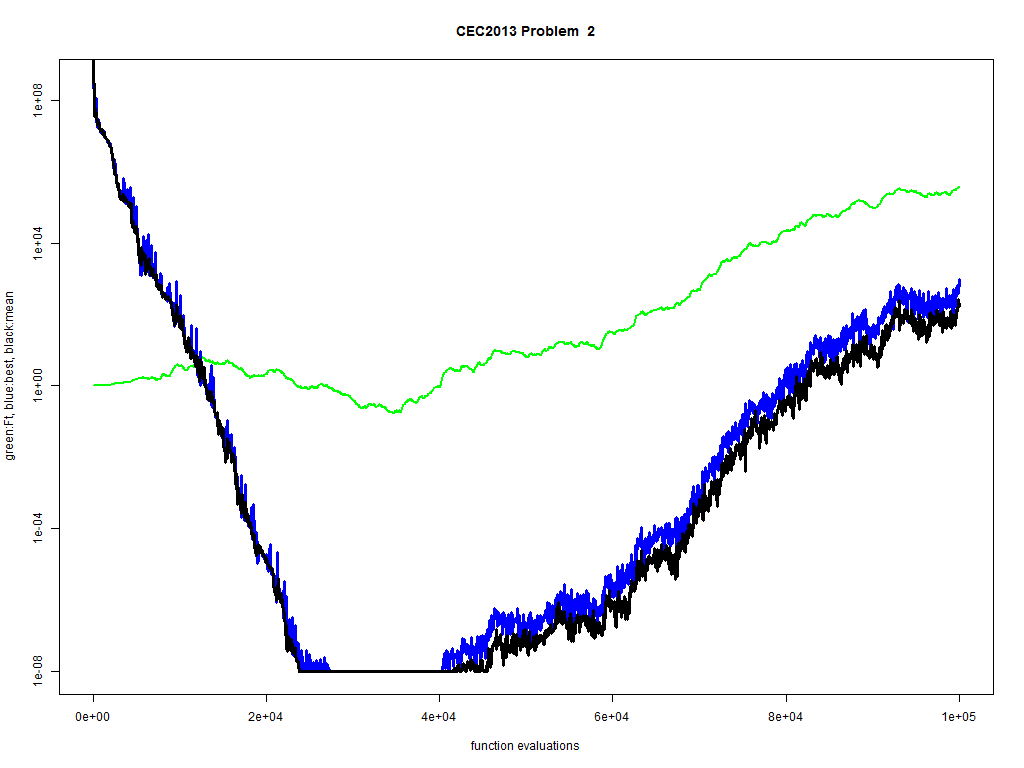 CEC2013 Problem  2
green:Ft, blue:best, black:mean
1e+08
1e+04
1e+00
1e-04
1e-08
0e+00
2e+04
4e+04
6e+04
8e+04
1e+05
function evaluations